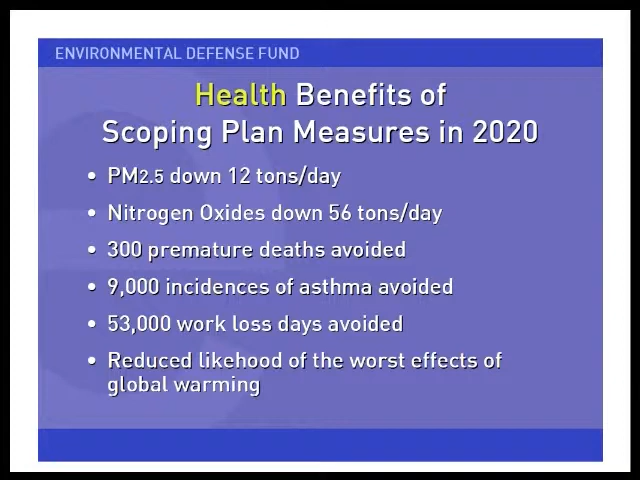 ENVIRONMENTAL DEFENSE FUND
Health Benefits of
Scoping Plan Measures in 2020
• PM2.5 down 12 tons/day
• Nitrogen Oxides down 56 tons/day
• 300 premature deaths avoided
• 9,000 incidences of asthma avoided
• 53,000 work loss days avoided
• Reduced likehood of the worst effects of
global warming